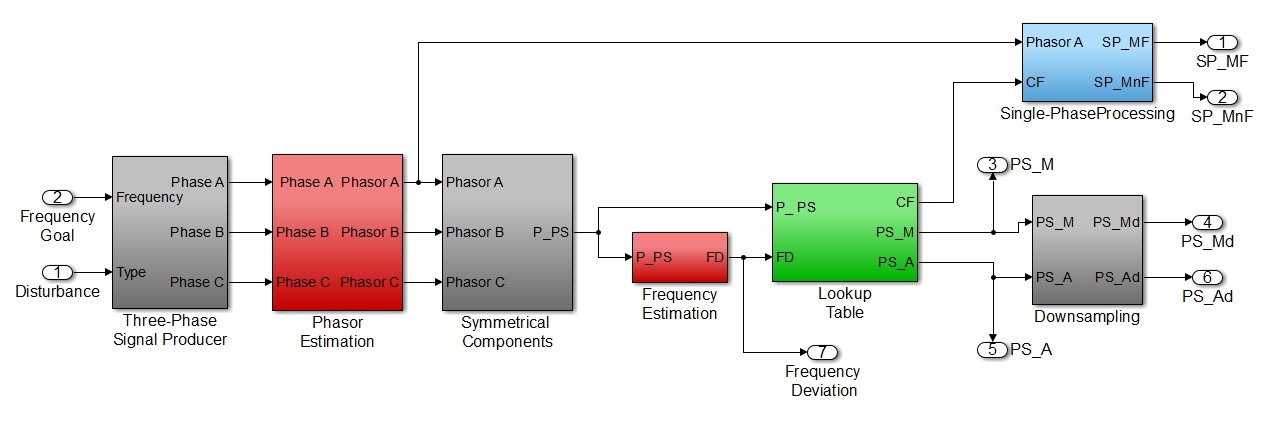 Phasor A
SP_MF
CF
SP_MnF
Single-PhaseProcessing
1
SP_MF
2
SP_MnF
2
Frequency
Goal
1
Disturbance
Phase A
Frequency
Phase B
Type
Phase C
Three-Phase
Signal Producer
Phase A
Phasor A
Phase B
Phasor B
Phase C
Phasor C
Phasor
Estimation
Phasor A
Phasor B
P_PS
Phasor C
Symmetrical
Components
P_PS
FD
Frequency
Estimation
P_ PS
CF
PS_M
FD
PS_A
Lookup
Table
3
PS_M
PS_M
PS_Md
PS_A
PS_Ad
Downsampling
4
PS_Md
6
PS_Ad
5
PS_A
7
Frequency
Deviation